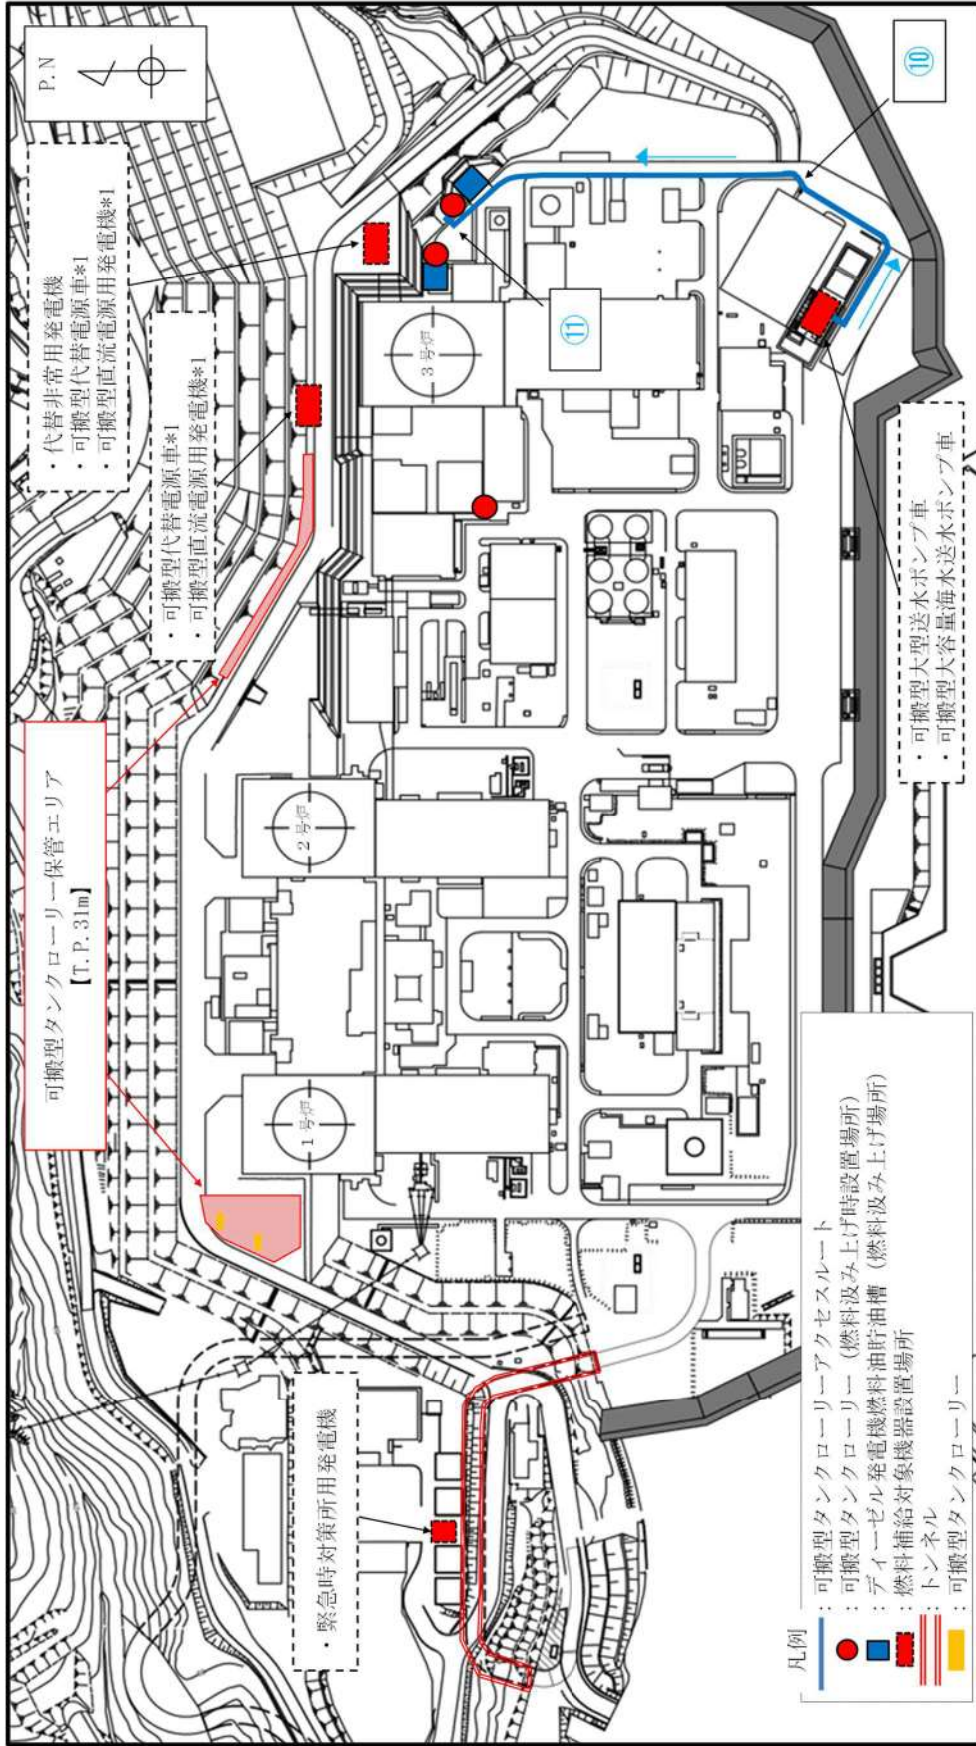 P.N
・代替非常用発電機
・可搬型代替電源車*1
・可搬型直流電源用発電機*1
・可搬型代替電源車*1
・可搬型直流電源用発電機*1
可搬型タンクローリー保管エリア
【T.P.31m】
・緊急時対策所用発電機
1号炉
2号炉
3号炉
⑩
⑪
・可搬型大型送水ポンプ車
・可搬型大容量海水送水ポンプ車
凡例
：可搬型タンクローリーアクセスルート
：可搬型タンクローリー（燃料汲み上げ時設置場所）
：ディーゼル発電機燃料油貯油槽（燃料汲み上げ場所）
：燃料補給対象機器設置場所
：トンネル
：可搬型タンクローリー